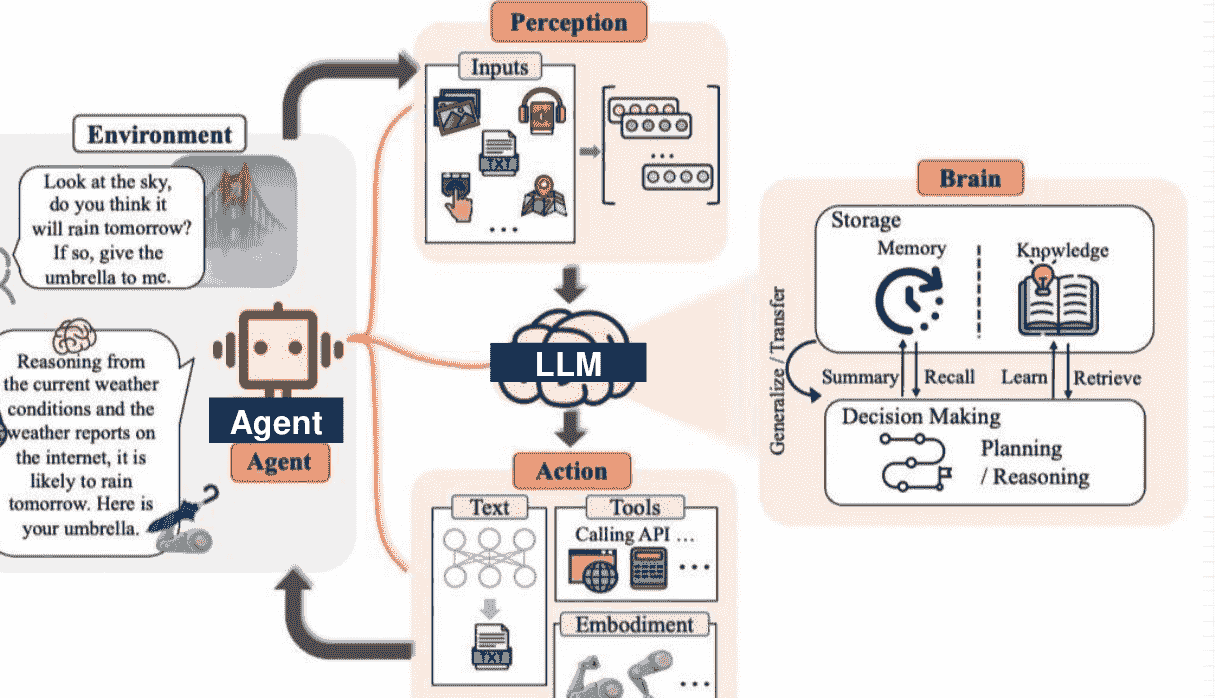 Perception
Inputs
TXT
Environment
Look at the sky,
do you think it
will rain tomorrow?
If so, give the
umbrella to me.
Reasoning from
the current weather
conditions and the
weather reports on
the internet, it is
likely to rain
tomorrow. Here is
your umbrella.
Agent
Agent
LLM
Brain
Storage
Memory
Knowledge
Generalize / Transfer
Summary
Recall
Learn
Retrieve
Decision Making
Planning
/ Reasoning
Action
Text
TXT
Tools
Calling API ...
Embodiment